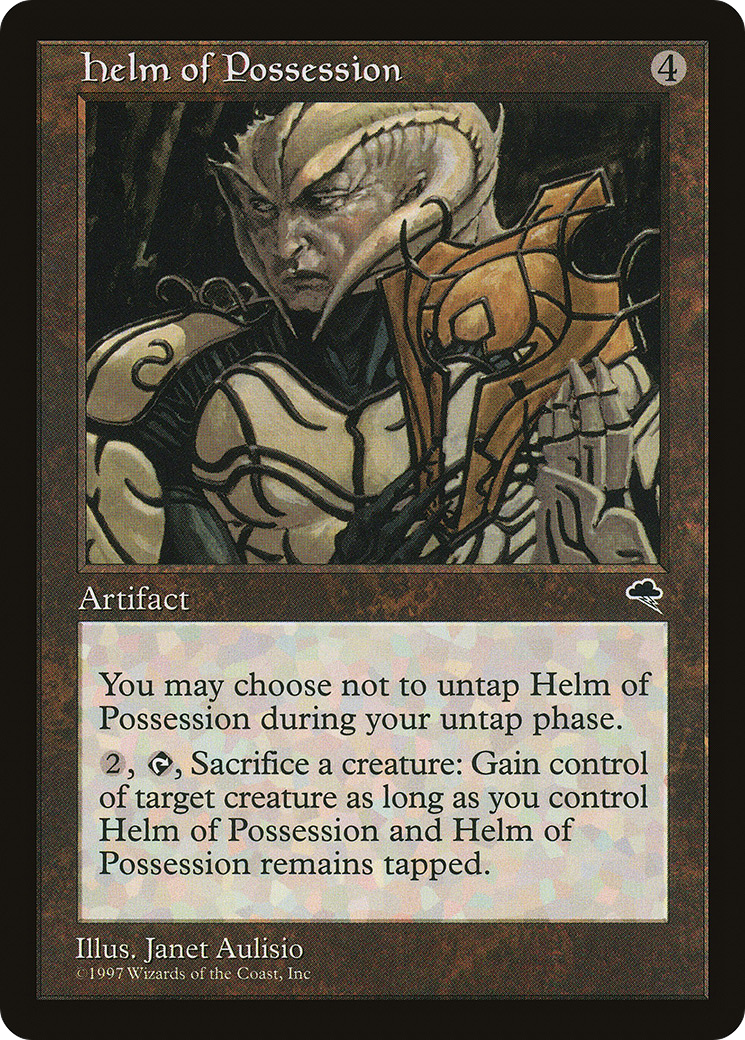 Helm of Possession
4
Artifact
You may choose not to untap Helm of
Possession during your untap phase.
2, , Sacrifice a creature: Gain control
of target creature as long as you control
Helm of Possession and Helm of
Possession remains tapped.
Illus. Janet Aulisio
©1997 Wizards of the Coast, Inc